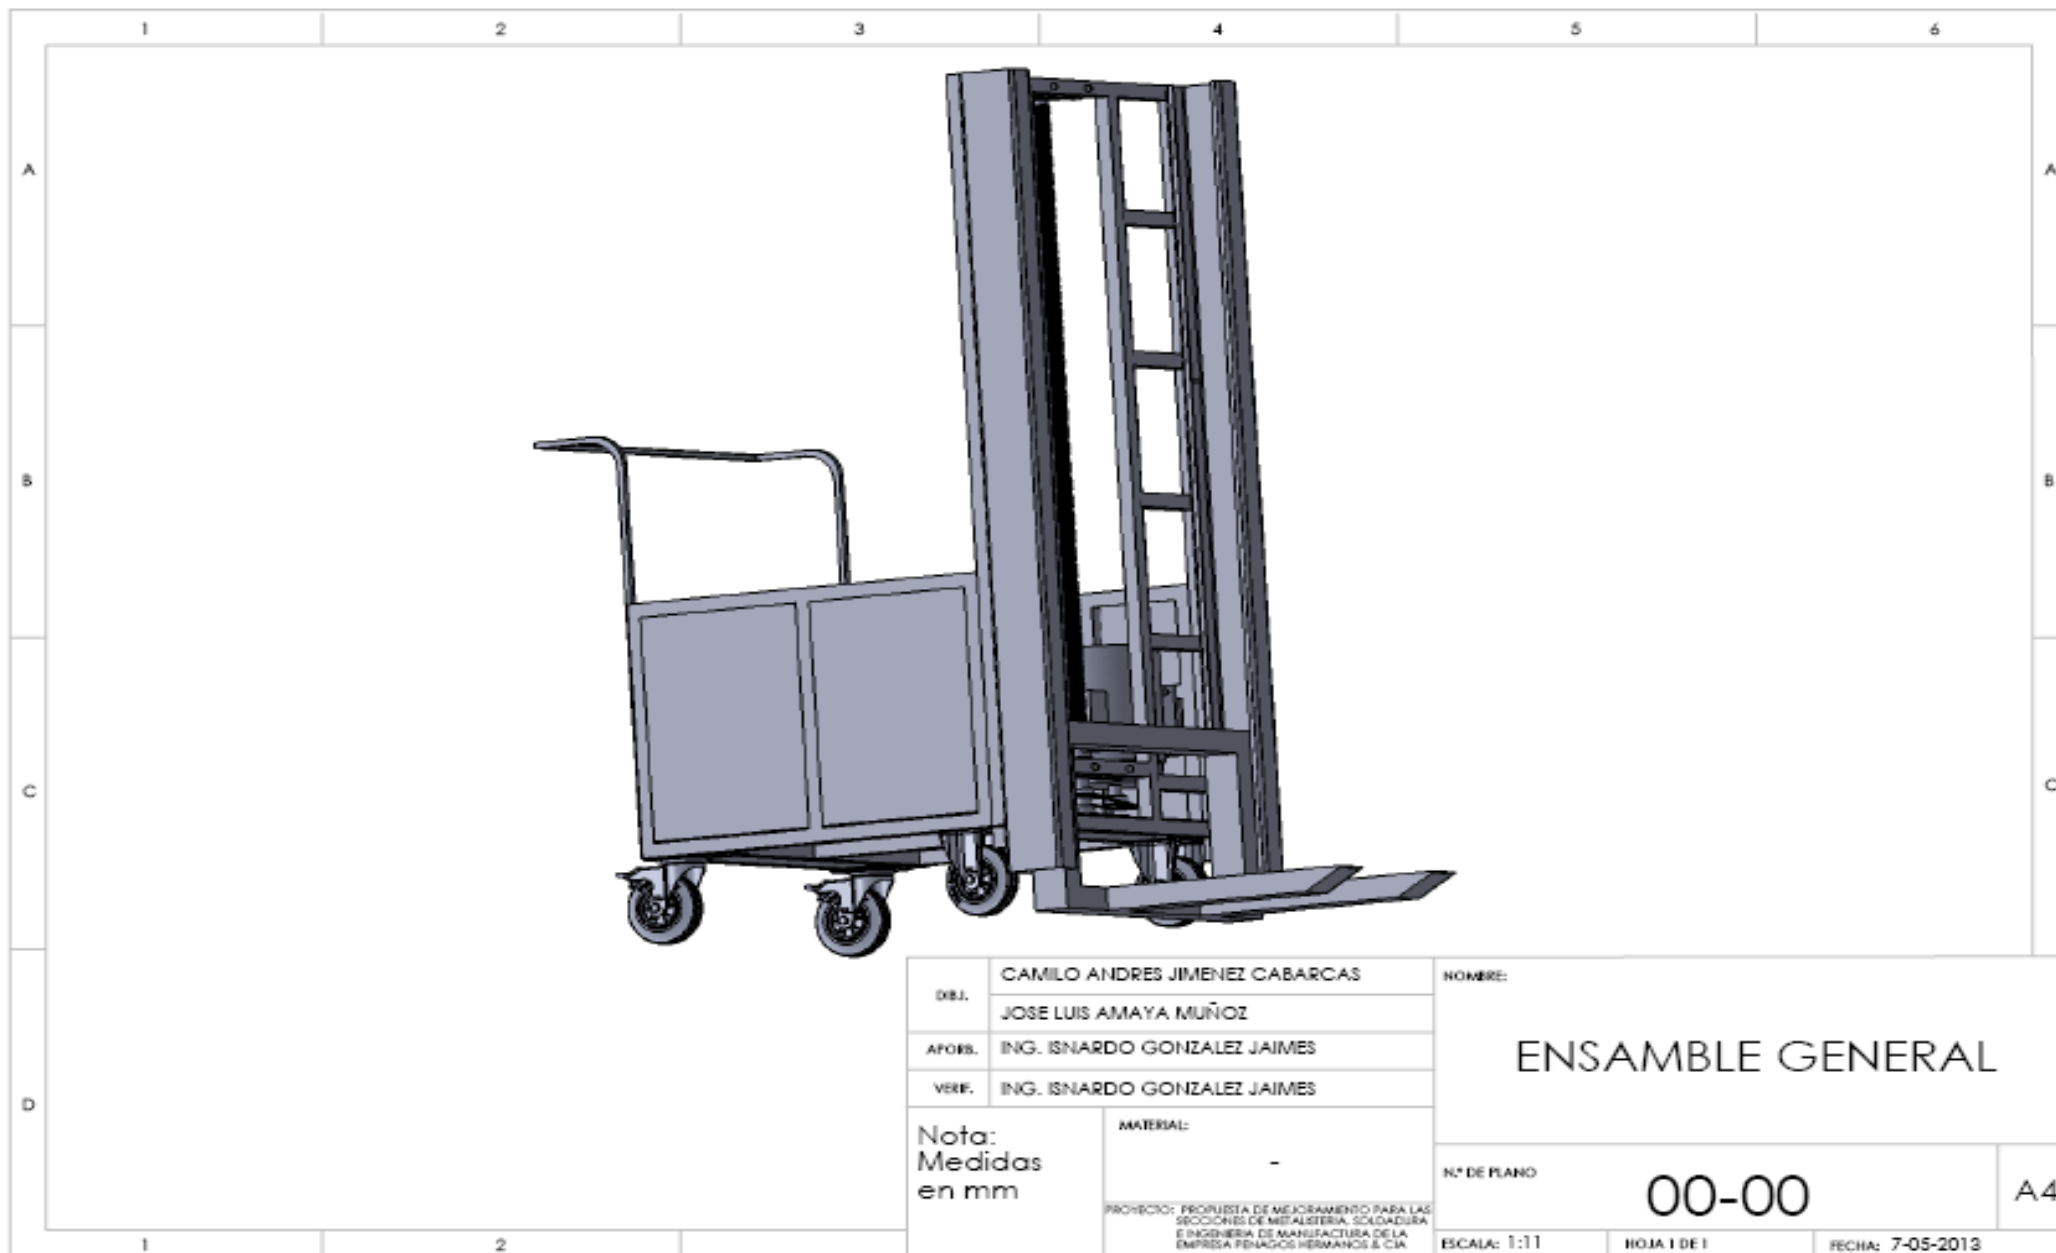 1 2 3 4 5 6
A A
B B
C C
D
DIBJ.
CAMILO ANDRES JIMENEZ CABARCAS
JOSE LUIS AMAYA MUÑOZ
APORB. ING. ISNARDO GONZALEZ JAIMES
VERIF. ING. ISNARDO GONZALEZ JAIMES
NOMBRE:
ENSAMBLE GENERAL
Nota:
Medidas
en mm
MATERIAL:
-
PROYECTO: PROPUESTA DE MEJORAMIENTO PARA LAS
SECCIONES DE METALISTERIA, SOLDADURA
E INGENIERIA DE MANUFACTURA DE LA
EMPRESA PENAGOS HERMANOS & CIA
N.º DE PLANO
00-00
A4
ESCALA: 1:11
HOJA 1 DE 1
FECHA: 7-05-2013
1 2